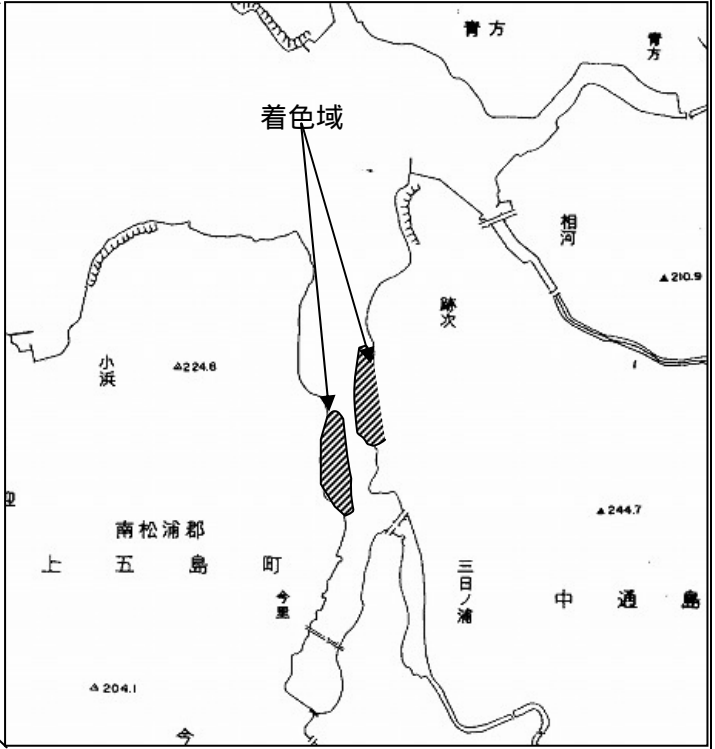 青方
青方
着色域
相河
▲210.9
跡次
小浜
△224.6
▲244.7
南松浦郡
上五島町
三日ノ浦
今里
中通島
△204.1
今